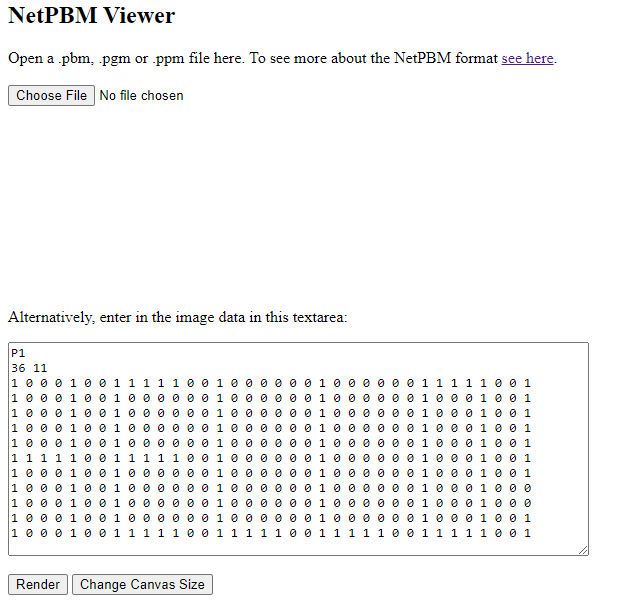 NetPBM Viewer
Open a .pbm, .pgm or .ppm file here. To see more about the NetPBM format see here.
Choose File No file chosen
Alternatively, enter in the image data in this textarea:
P1
36 11
1 0 0 0 1 0 0 1 1 1 1 1 0 0 1 0 0 0 0 0 0 1 0 0 0 0 0 0 1 1 1 1 1 0 0 1
1 0 0 0 1 0 0 1 0 0 0 0 0 0 1 0 0 0 0 0 0 1 0 0 0 0 0 0 1 0 0 0 1 0 0 1
1 0 0 0 1 0 0 1 0 0 0 0 0 0 1 0 0 0 0 0 0 1 0 0 0 0 0 0 1 0 0 0 1 0 0 1
1 0 0 0 1 0 0 1 0 0 0 0 0 0 1 0 0 0 0 0 0 1 0 0 0 0 0 0 1 0 0 0 1 0 0 1
1 0 0 0 1 0 0 1 0 0 0 0 0 0 1 0 0 0 0 0 0 1 0 0 0 0 0 0 1 0 0 0 1 0 0 1
1 1 1 1 1 0 0 1 1 1 1 1 0 0 1 0 0 0 0 0 0 1 0 0 0 0 0 0 1 0 0 0 1 0 0 1
1 0 0 0 1 0 0 1 0 0 0 0 0 0 1 0 0 0 0 0 0 1 0 0 0 0 0 0 1 0 0 0 1 0 0 1
1 0 0 0 1 0 0 1 0 0 0 0 0 0 1 0 0 0 0 0 0 1 0 0 0 0 0 0 1 0 0 0 1 0 0 0
1 0 0 0 1 0 0 1 0 0 0 0 0 0 1 0 0 0 0 0 0 1 0 0 0 0 0 0 1 0 0 0 1 0 0 0
1 0 0 0 1 0 0 1 0 0 0 0 0 0 1 0 0 0 0 0 0 1 0 0 0 0 0 0 1 0 0 0 1 0 0 1
1 0 0 0 1 0 0 1 1 1 1 1 0 0 1 1 1 1 1 0 0 1 1 1 1 1 0 0 1 1 1 1 1 0 0 1
Render Change Canvas Size